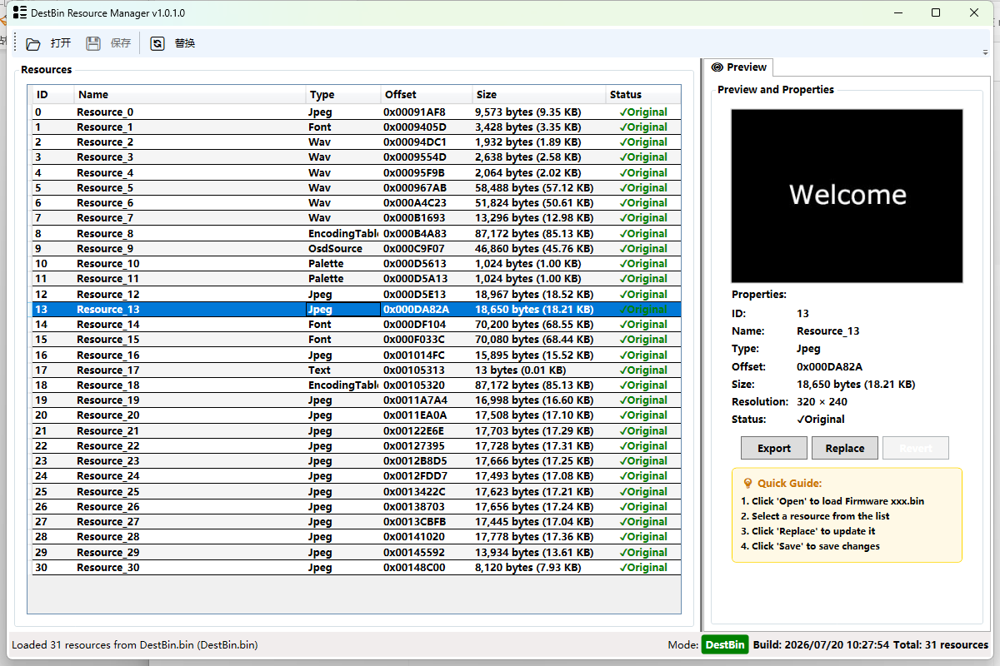 DestBin Resource Manager v1.0.1.0
打开 保存 替换
Resources
ID Name Type Offset Size Status
0 Resource_0 Jpeg 0x00091AF8 9,573 bytes (9.35 KB) ✓Original
1 Resource_1 Font 0x0009405D 3,428 bytes (3.35 KB) ✓Original
2 Resource_2 Wav 0x00094DC1 1,932 bytes (1.89 KB) ✓Original
3 Resource_3 Wav 0x0009554D 2,638 bytes (2.58 KB) ✓Original
4 Resource_4 Wav 0x00095F9B 2,064 bytes (2.02 KB) ✓Original
5 Resource_5 Wav 0x000967AB 58,488 bytes (57.12 KB) ✓Original
6 Resource_6 Wav 0x000A4C23 51,824 bytes (50.61 KB) ✓Original
7 Resource_7 Wav 0x000B1693 13,296 bytes (12.98 KB) ✓Original
8 Resource_8 EncodingTable 0x000B4A83 87,172 bytes (85.13 KB) ✓Original
9 Resource_9 OsdSource 0x000C9F07 46,860 bytes (45.76 KB) ✓Original
10 Resource_10 Palette 0x000D5613 1,024 bytes (1.00 KB) ✓Original
11 Resource_11 Palette 0x000D5A13 1,024 bytes (1.00 KB) ✓Original
12 Resource_12 Jpeg 0x000D5E13 18,967 bytes (18.52 KB) ✓Original
13 Resource_13 Jpeg 0x000DA82A 18,650 bytes (18.21 KB) ✓Original
14 Resource_14 Font 0x000DF104 70,200 bytes (68.55 KB) ✓Original
15 Resource_15 Font 0x000F033C 70,080 bytes (68.44 KB) ✓Original
16 Resource_16 Jpeg 0x001014FC 15,895 bytes (15.52 KB) ✓Original
17 Resource_17 Text 0x00105313 13 bytes (0.01 KB) ✓Original
18 Resource_18 EncodingTable 0x00105320 87,172 bytes (85.13 KB) ✓Original
19 Resource_19 Jpeg 0x0011A7A4 16,998 bytes (16.60 KB) ✓Original
20 Resource_20 Jpeg 0x0011EA0A 17,508 bytes (17.10 KB) ✓Original
21 Resource_21 Jpeg 0x00122E6E 17,703 bytes (17.29 KB) ✓Original
22 Resource_22 Jpeg 0x00127395 17,728 bytes (17.31 KB) ✓Original
23 Resource_23 Jpeg 0x0012B8D5 17,666 bytes (17.25 KB) ✓Original
24 Resource_24 Jpeg 0x0012FDD7 17,493 bytes (17.08 KB) ✓Original
25 Resource_25 Jpeg 0x0013422C 17,623 bytes (17.21 KB) ✓Original
26 Resource_26 Jpeg 0x00138703 17,656 bytes (17.24 KB) ✓Original
27 Resource_27 Jpeg 0x0013CBFB 17,445 bytes (17.04 KB) ✓Original
28 Resource_28 Jpeg 0x00141020 17,778 bytes (17.36 KB) ✓Original
29 Resource_29 Jpeg 0x00145592 13,934 bytes (13.61 KB) ✓Original
30 Resource_30 Jpeg 0x00148C00 8,120 bytes (7.93 KB) ✓Original
Preview
Preview and Properties
Welcome
Properties:
ID: 13
Name: Resource_13
Type: Jpeg
Offset: 0x000DA82A
Size: 18,650 bytes (18.21 KB)
Resolution: 320 × 240
Status: ✓Original
Export Replace Revert
Quick Guide:
1. Click 'Open' to load Firmware xxx.bin
2. Select a resource from the list
3. Click 'Replace' to update it
4. Click 'Save' to save changes
Loaded 31 resources from DestBin.bin (DestBin.bin)
Mode: DestBin Build: 2026/07/20 10:27:54 Total: 31 resources